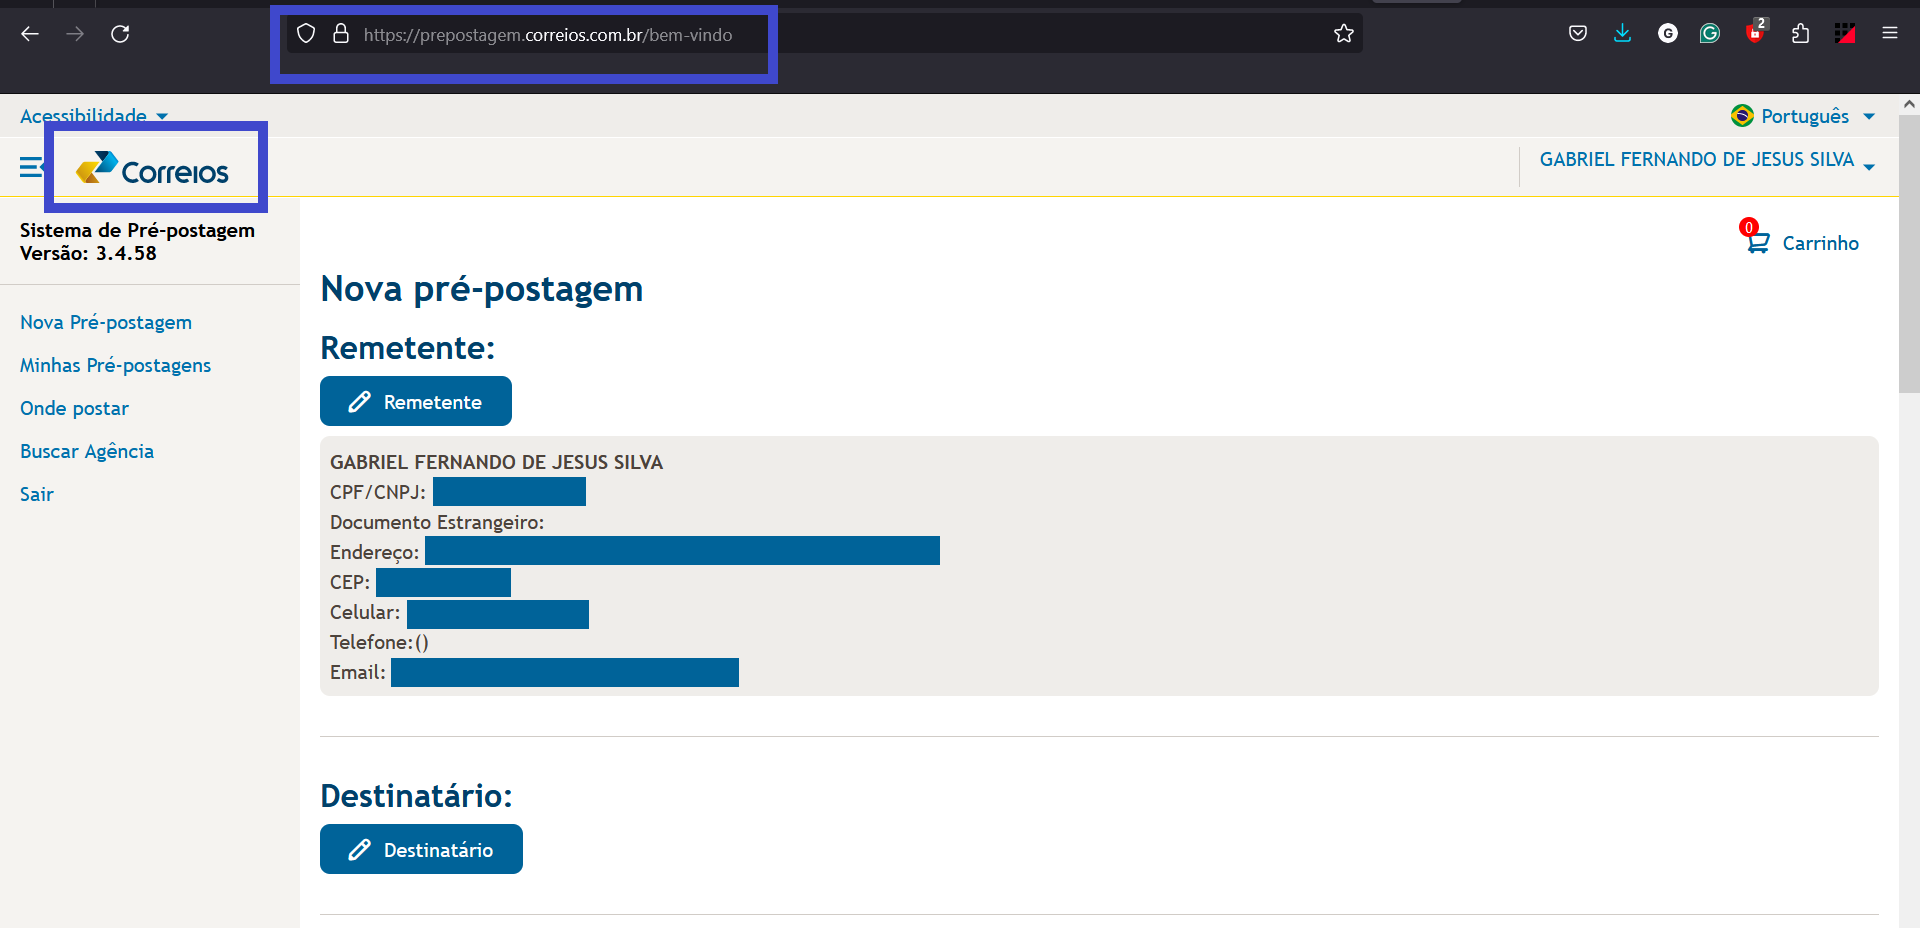 https://prepostagem.correios.com.br/bem-vindo
G
G
2
Acessibilidade
Português
Correios
GABRIEL FERNANDO DE JESUS SILVA
Sistema de Pré-postagem
Versão: 3.4.58
0
Carrinho
Nova Pré-postagem
Minhas Pré-postagens
Onde postar
Buscar Agência
Sair
Nova pré-postagem
Remetente:
Remetente
GABRIEL FERNANDO DE JESUS SILVA
CPF/CNPJ:
Documento Estrangeiro:
Endereço:
CEP:
Celular:
Telefone:()
Email:
Destinatário:
Destinatário